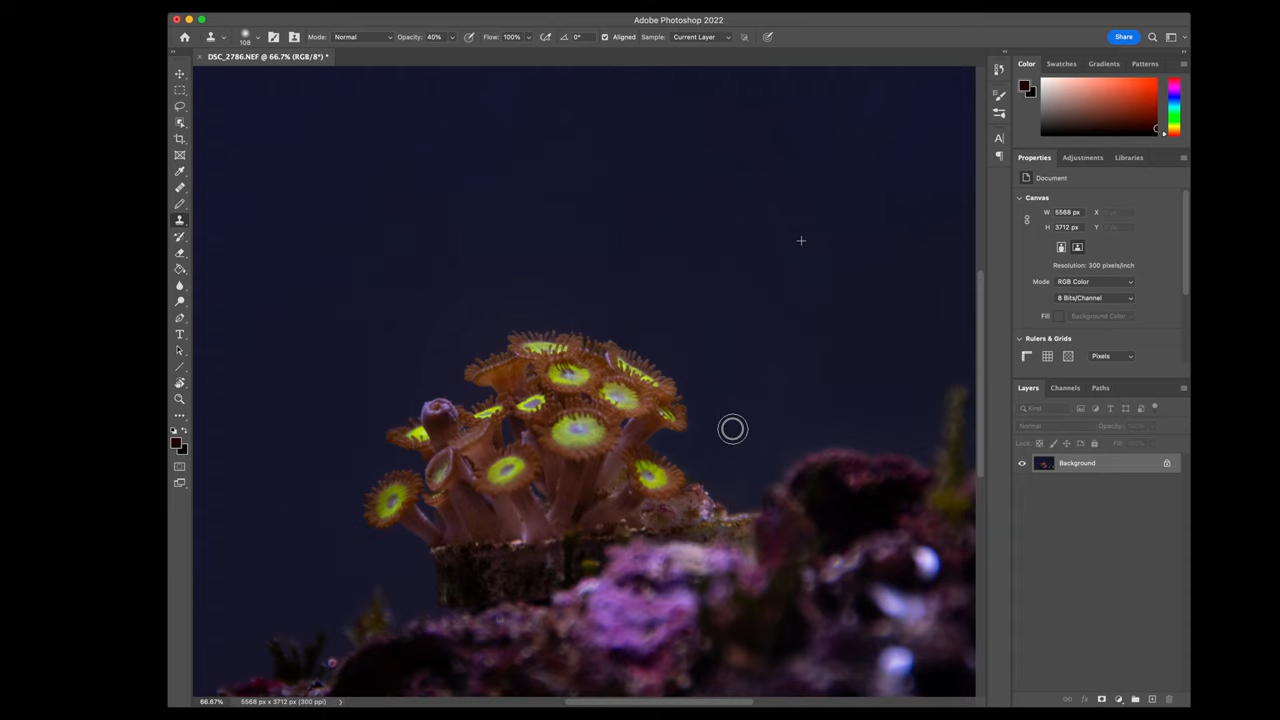 Adobe Photoshop 2022
108
Mode: Normal
Opacity: 40%
Flow: 100%
0°
Aligned
Sample: Current Layer
Share
× DSC_2786.NEF @ 66.7% (RGB/8*) *
Color
Swatches
Gradients
Patterns
Properties
Adjustments
Libraries
Document
Canvas
W 5568 px X
H 3712 px Y
Resolution: 300 pixels/inch
Mode RGB Color
8 Bits/Channel
Fill Background Color
Rulers & Grids
Pixels
Layers
Channels
Paths
Kind
Normal
Opacity: 100%
Lock:
Fill: 100%
Background
66.67%
5568 px x 3712 px (300 ppi)